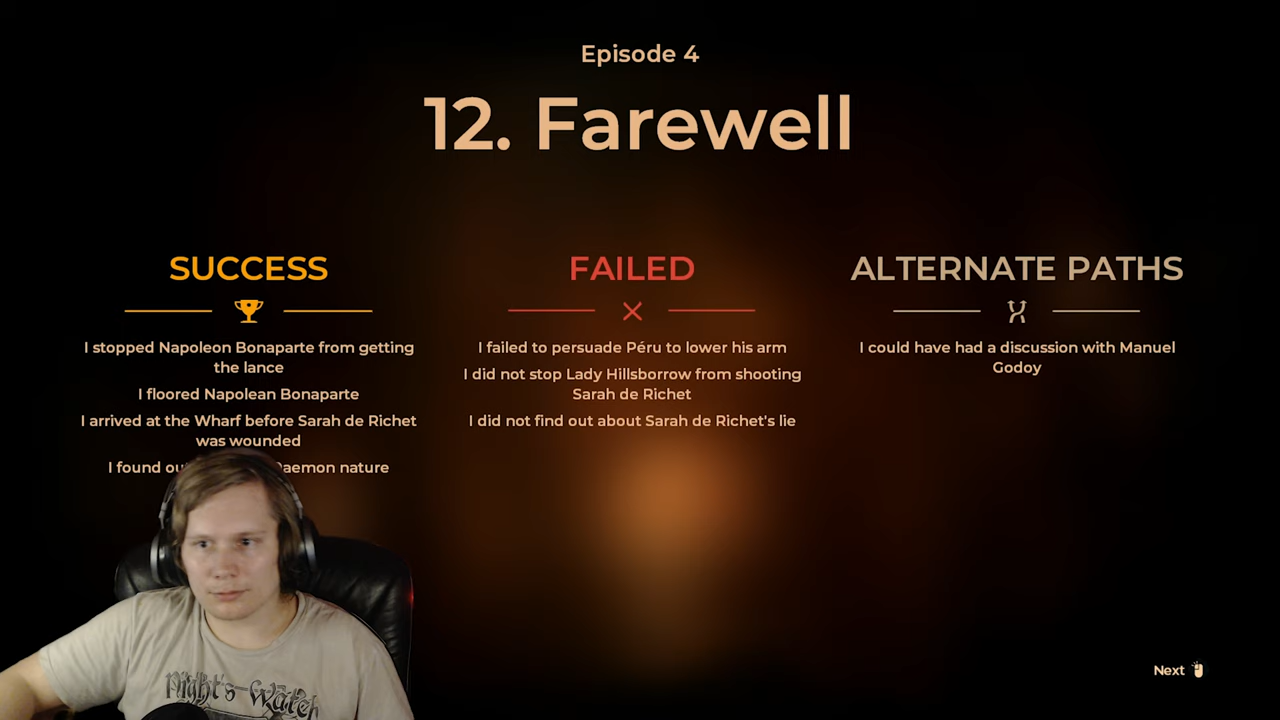 Episode 4
12. Farewell
SUCCESS
I stopped Napoleon Bonaparte from getting
the lance
I floored Napolean Bonaparte
I arrived at the Wharf before Sarah de Richet
was wounded
I found Daemon nature
FAILED
I failed to persuade Péru to lower his arm
I did not stop Lady Hillsborrow from shooting
Sarah de Richet
I did not find out about Sarah de Richet's lie
ALTERNATE PATHS
I could have had a discussion with Manuel
Godoy
Night's Watch
Next